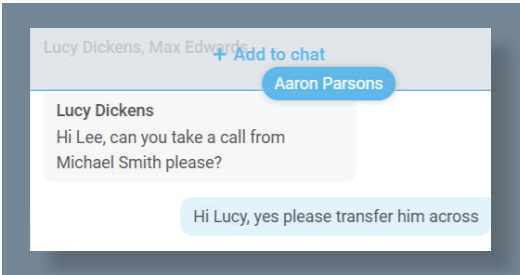 Lucy Dickens, Max Edwards
+ Add to chat
Aaron Parsons
Lucy Dickens
Hi Lee, can you take a call from
Michael Smith please?
Hi Lucy, yes please transfer him across